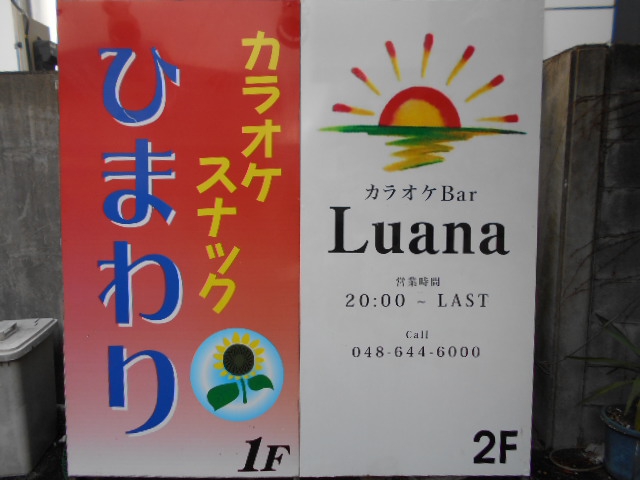 カラオケ
スナック
ひまわり
1F
カラオケBar
Luana
営業時間
20:00 ~ LAST
Call
048-644-6000
2F